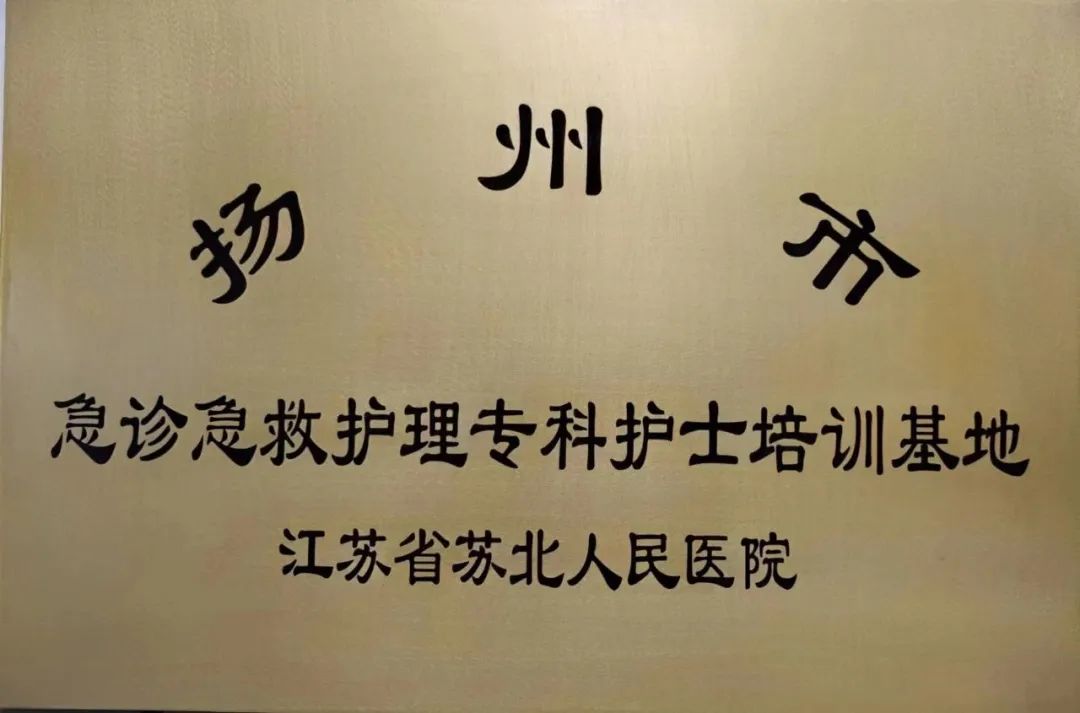 扬州市
急诊急救护理专科护士培训基地
江苏省苏北人民医院